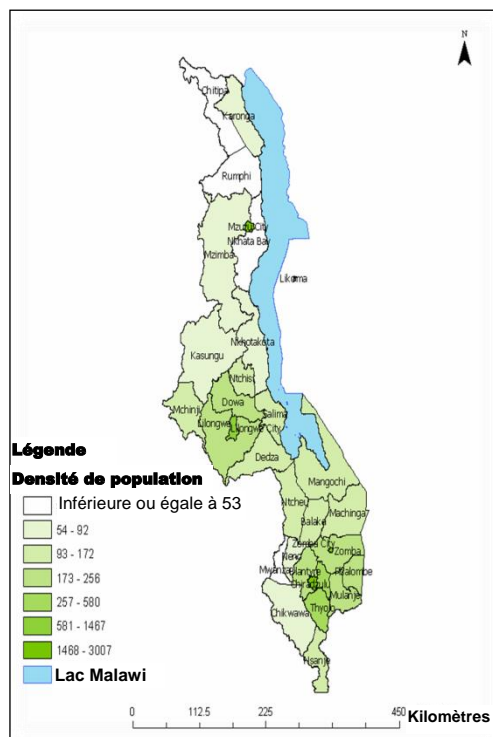 N
Chitipa
Karonga
Rumphi
Mzuzu City
Nkhata Bay
Mzimba
Likoma
Nkhotakota
Kasungu
Ntchisi
Dowa
Mchinji
Salima
Lilongwe
Lilongwe City
Légende
Dedza
Densité de population
Mangochi
Inférieure ou égale à 53
Ntcheu
Machinga
Balaka
54 - 92
Zomba City
93 - 172
Neno
Zomba
Mwanza
Blantyre
Phalombe
173 - 256
Chiradzulu
Mulanje
257 - 580
Chikwawa
Thyolo
581 - 1467
1468 - 3007
Nsanje
Lac Malawi
0 112.5 225 450 Kilomètres